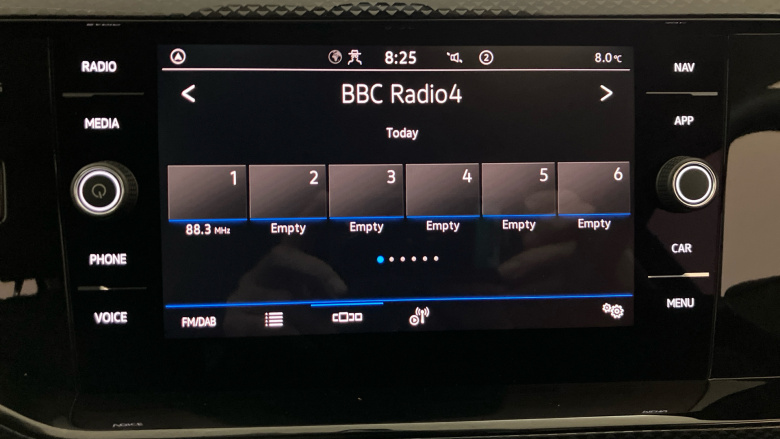 RADIO
MEDIA
PHONE
VOICE
8:25
2
8.0°C
BBC Radio4
Today
1 2 3 4 5 6
88.3 MHz Empty Empty Empty Empty Empty
FM/DAB
NAV
APP
CAR
MENU